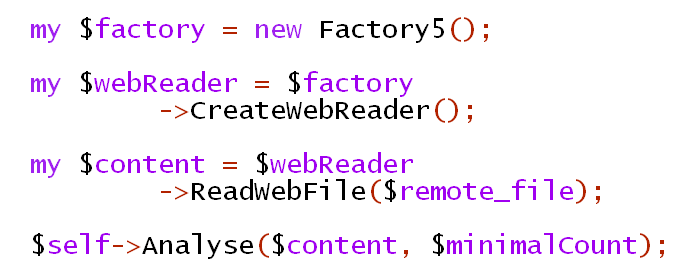 my $factory = new Factory5();
my $webReader = $factory
->CreateWebReader();
my $content = $webReader
->ReadWebFile($remote_file);
$self->Analyse($content, $minimalCount);